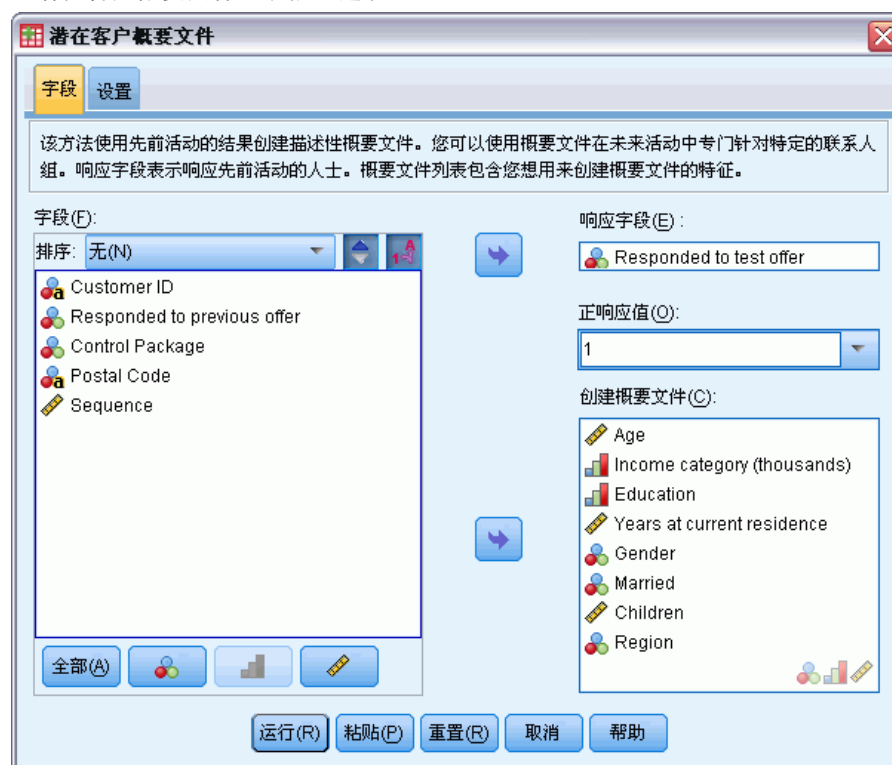 潜在客户概要文件
字段 设置
该方法使用先前活动的结果创建描述性概要文件。您可以使用概要文件在未来活动中专门针对特定的联系人
组。响应字段表示响应先前活动的人士。概要文件列表包含您想用来创建概要文件的特征。
字段(F):
排序: 无(N)
Customer ID
Responded to previous offer
Control Package
Postal Code
Sequence
全部(A)
响应字段(E) :
Responded to test offer
正响应值(O):
1
创建概要文件(C):
Age
Income category (thousands)
Education
Years at current residence
Gender
Married
Children
Region
运行(R) 粘贴(P) 重置(R) 取消 帮助